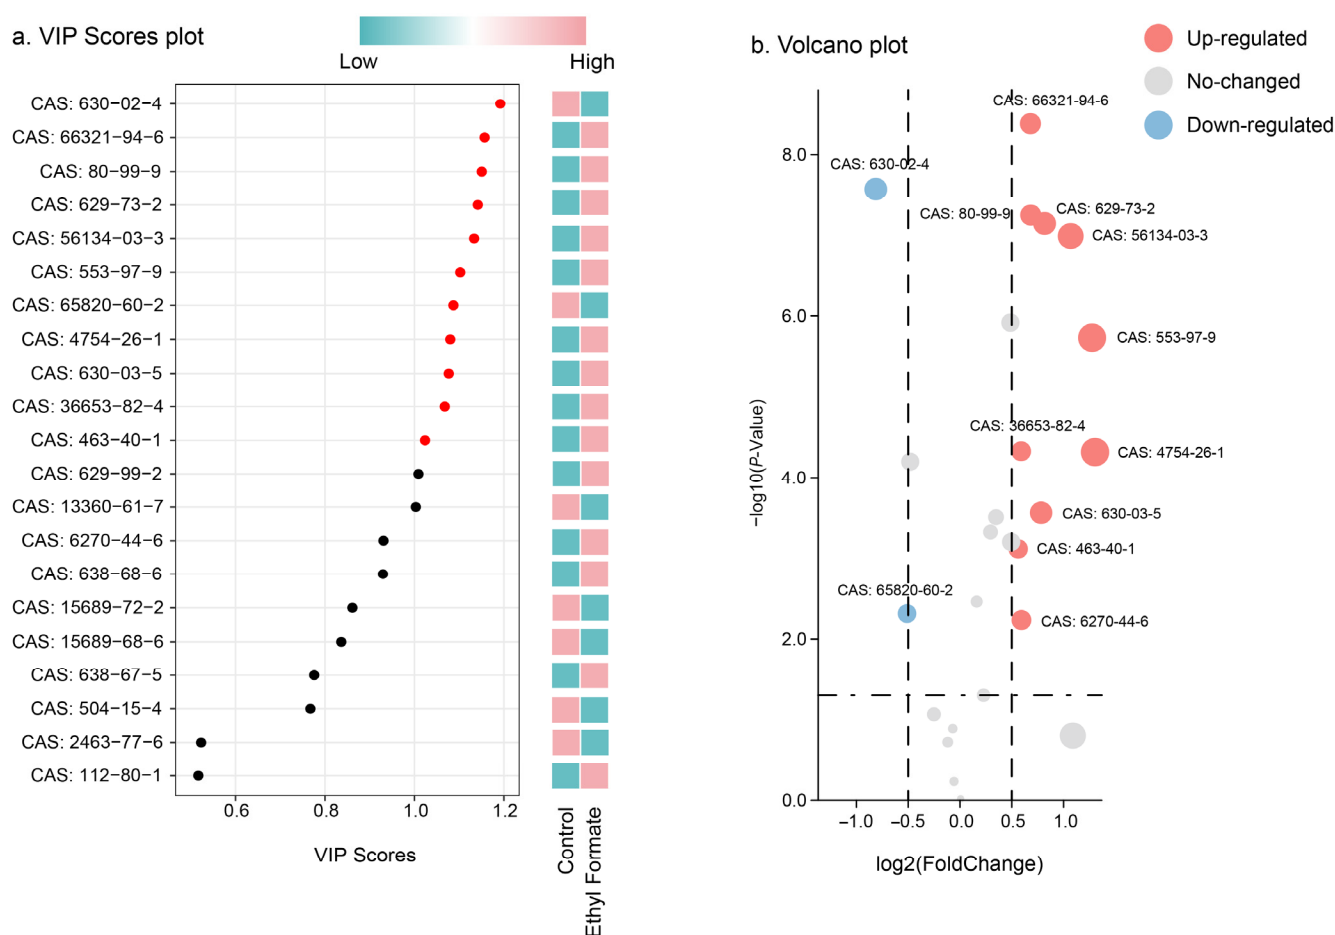 a. VIP Scores plot
Low
High
CAS: 630-02-4
CAS: 66321-94-6
CAS: 80-99-9
CAS: 629-73-2
CAS: 56134-03-3
CAS: 553-97-9
CAS: 65820-60-2
CAS: 4754-26-1
CAS: 630-03-5
CAS: 36653-82-4
CAS: 463-40-1
CAS: 629-99-2
CAS: 13360-61-7
CAS: 6270-44-6
CAS: 638-68-6
CAS: 15689-72-2
CAS: 15689-68-6
CAS: 638-67-5
CAS: 504-15-4
CAS: 2463-77-6
CAS: 112-80-1
0.6
0.8
1.0
1.2
VIP Scores
Control
Ethyl Formate
b. Volcano plot
Up-regulated
No-changed
Down-regulated
CAS: 66321-94-6
CAS: 630-02-4
CAS: 80-99-9
CAS: 629-73-2
CAS: 56134-03-3
CAS: 553-97-9
CAS: 36653-82-4
CAS: 4754-26-1
CAS: 630-03-5
CAS: 463-40-1
CAS: 65820-60-2
CAS: 6270-44-6
8.0
6.0
4.0
2.0
0.0
−log10(P-Value)
−1.0
−0.5
0.0
0.5
1.0
log2(FoldChange)